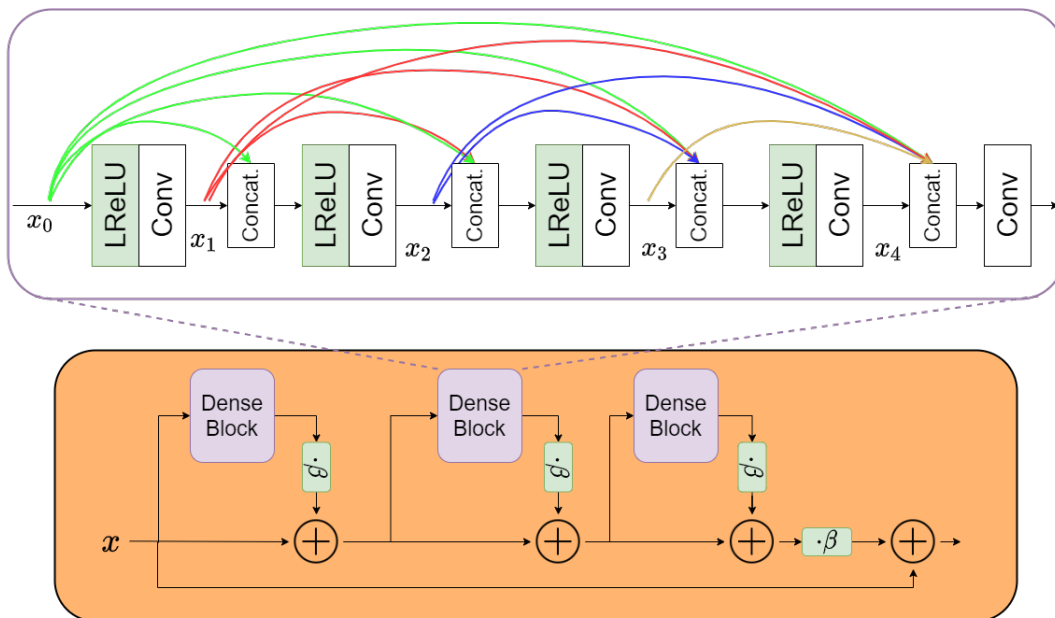 x₀
LReLU
Conv
x₁
Concat.
LReLU
Conv
x₂
Concat.
LReLU
Conv
x₃
Concat.
LReLU
Conv
x₄
Concat.
Conv
Dense
Block
·β
Dense
Block
·β
Dense
Block
·β
x
+
+
+
·β
+